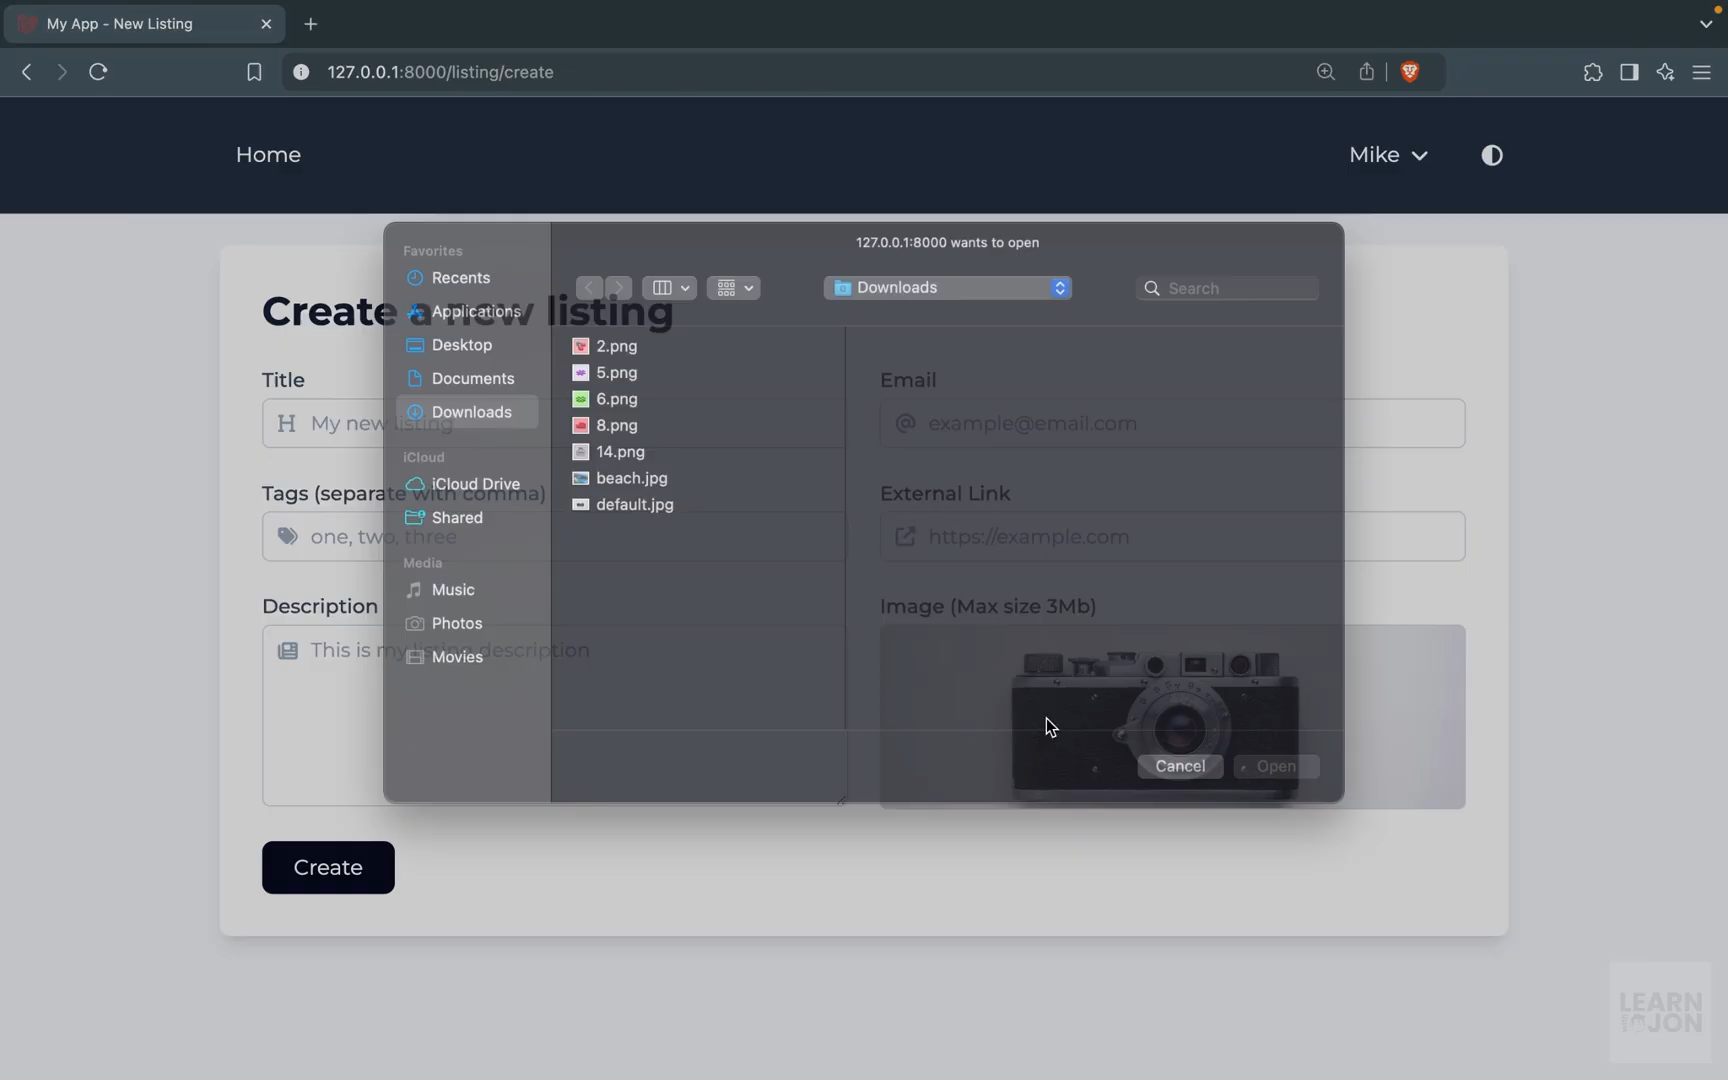 My App - New Listing
127.0.0.1:8000/listing/create
Home
Mike
127.0.0.1:8000 wants to open
Favorites
Recents
Applications
Desktop
Documents
Downloads
iCloud
iCloud Drive
Shared
Media
Music
Photos
Movies
Downloads
Search
2.png
5.png
6.png
8.png
14.png
beach.jpg
default.jpg
Cancel
Open
Create a new listing
Title
My new listing
Email
example@email.com
Tags (separate with comma)
one, two, three
External Link
https://example.com
Description
This is my listing description
Image (Max size 3Mb)
Create
LEARN
JON